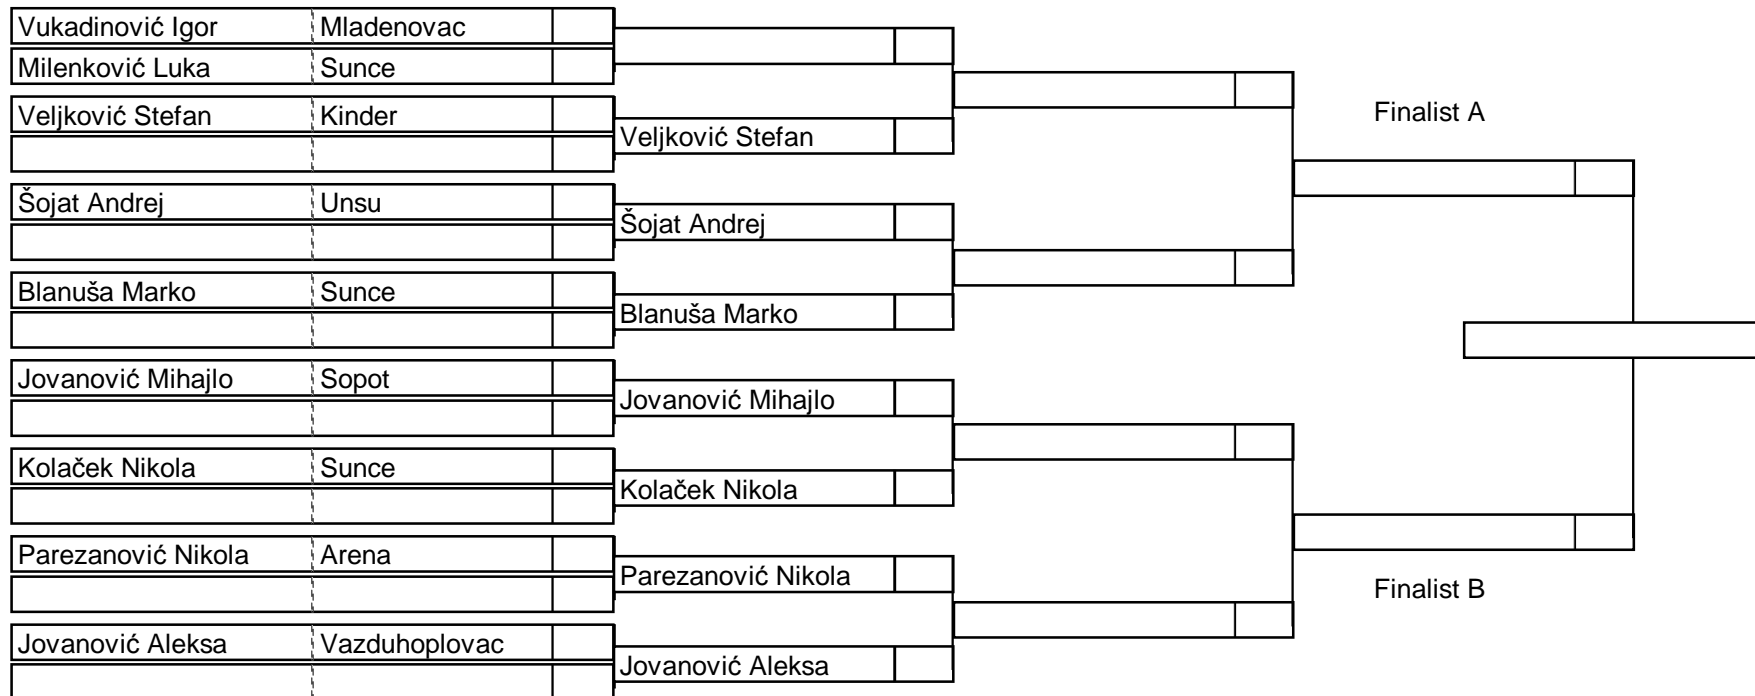 Vukadinović Igor Mladenovac
Milenković Luka Sunce
Veljković Stefan Kinder
Finalist A
Veljković Stefan
Šojat Andrej Unsu
Šojat Andrej
Blanuša Marko Sunce
Blanuša Marko
Jovanović Mihajlo Sopot
Jovanović Mihajlo
Kolaček Nikola Sunce
Kolaček Nikola
Parezanović Nikola Arena
Parezanović Nikola
Finalist B
Jovanović Aleksa Vazduhoplovac
Jovanović Aleksa